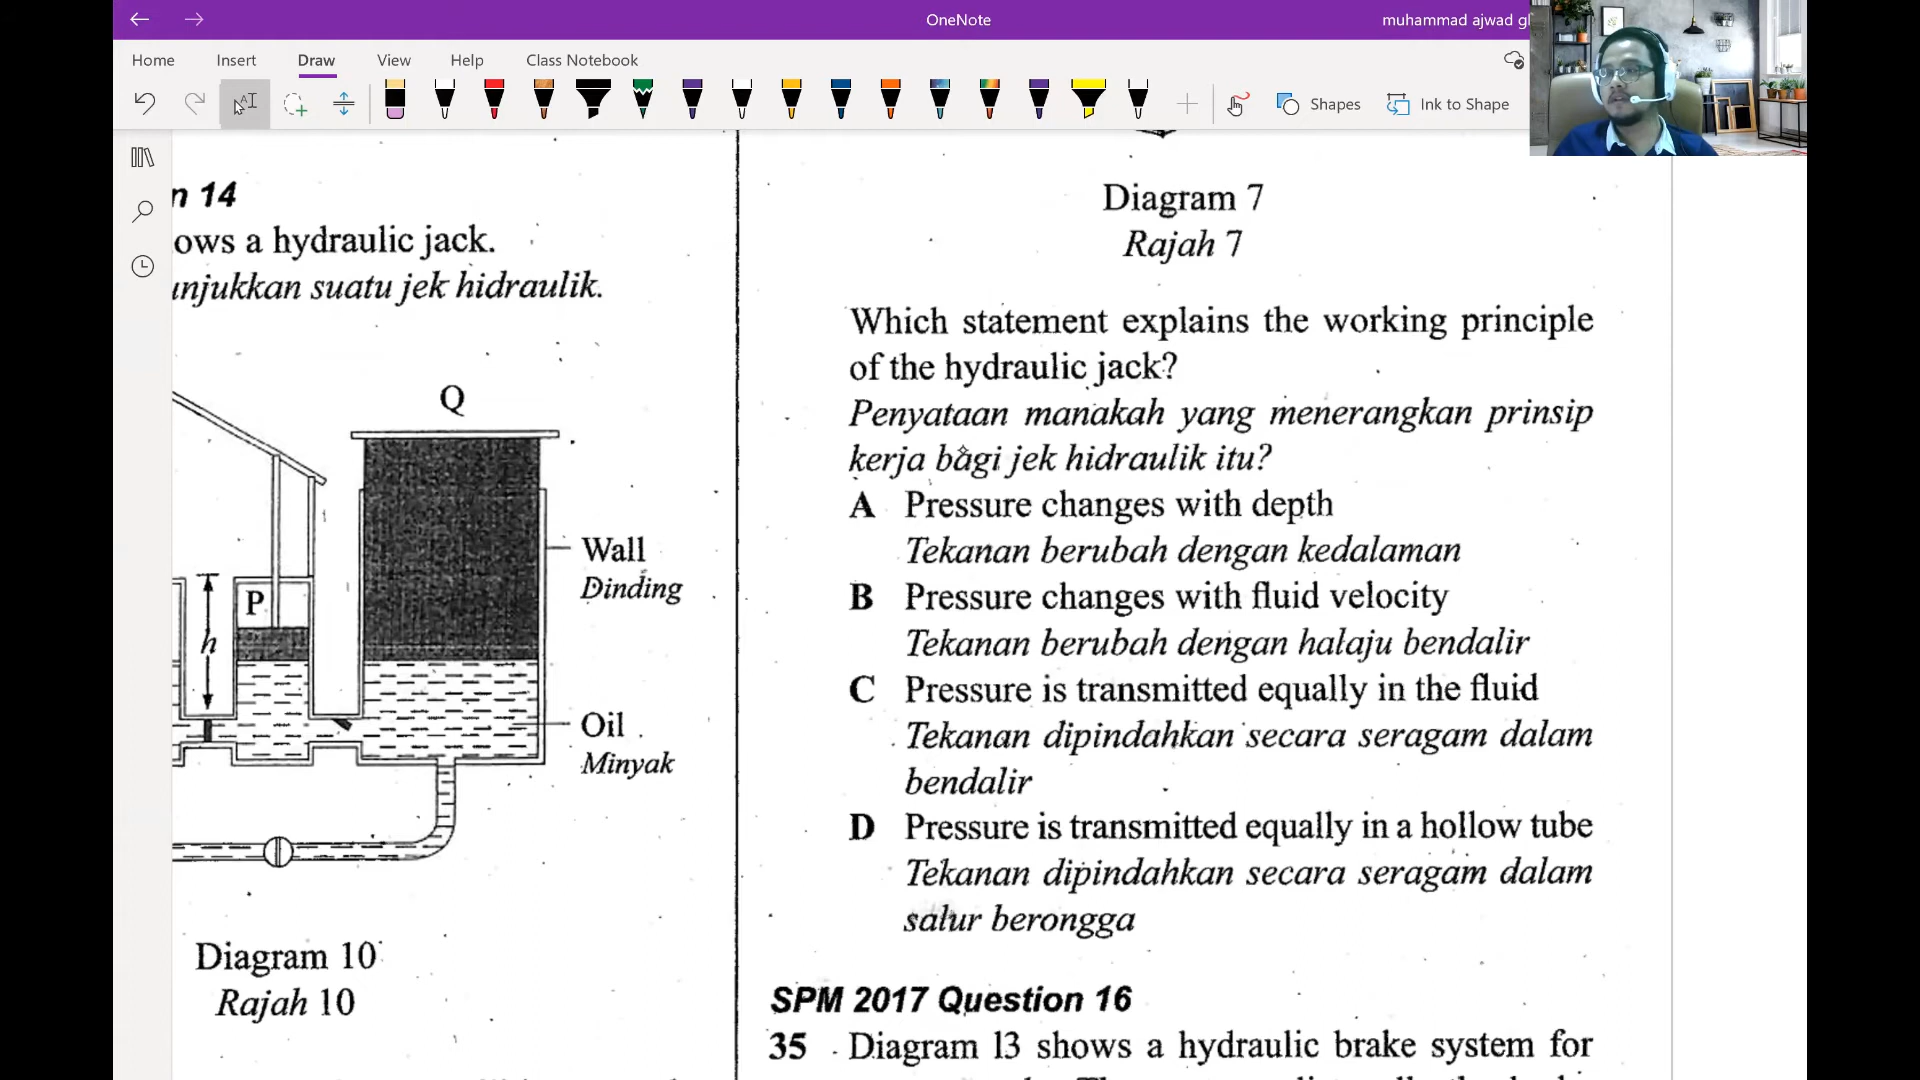 OneNote
muhammad ajwad gh
Home Insert Draw View Help Class Notebook
Shapes Ink to Shape
n 14
ows a hydraulic jack.
unjukkan suatu jek hidraulik.
Q
Wall
Dinding
P
h
Oil
Minyak
Diagram 10
Rajah 10
Diagram 7
Rajah 7
Which statement explains the working principle
of the hydraulic jack?
Penyataan manakah yang menerangkan prinsip
kerja bagi jek hidraulik itu?
A Pressure changes with depth
Tekanan berubah dengan kedalaman
B Pressure changes with fluid velocity
Tekanan berubah dengan halaju bendalir
C Pressure is transmitted equally in the fluid
Tekanan dipindahkan secara seragam dalam
bendalir
D Pressure is transmitted equally in a hollow tube
Tekanan dipindahkan secara seragam dalam
salur berongga
SPM 2017 Question 16
35 Diagram 13 shows a hydraulic brake system for